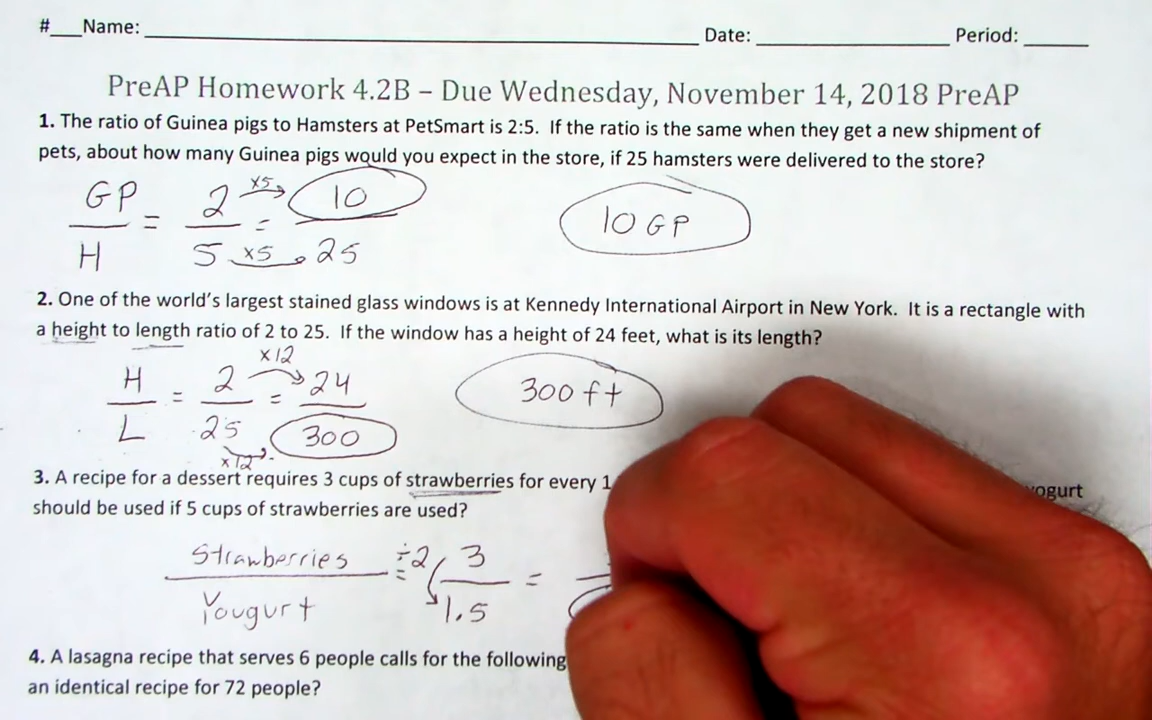 #___Name: ______ Date: ______ Period: ______
PreAP Homework 4.2B – Due Wednesday, November 14, 2018 PreAP
1. The ratio of Guinea pigs to Hamsters at PetSmart is 2:5. If the ratio is the same when they get a new shipment of
pets, about how many Guinea pigs would you expect in the store, if 25 hamsters were delivered to the store?
GP = 2 x5 = 10
H 5 x5 25
10 GP
2. One of the world's largest stained glass windows is at Kennedy International Airport in New York. It is a rectangle with
a height to length ratio of 2 to 25. If the window has a height of 24 feet, what is its length?
x12
H = 2 = 24
L 25 300
x12
300 ft
3. A recipe for a dessert requires 3 cups of strawberries for every 1 yogurt
should be used if 5 cups of strawberries are used?
Strawberries = ÷2 3 =
Yougurt 1.5
4. A lasagna recipe that serves 6 people calls for the following
an identical recipe for 72 people?